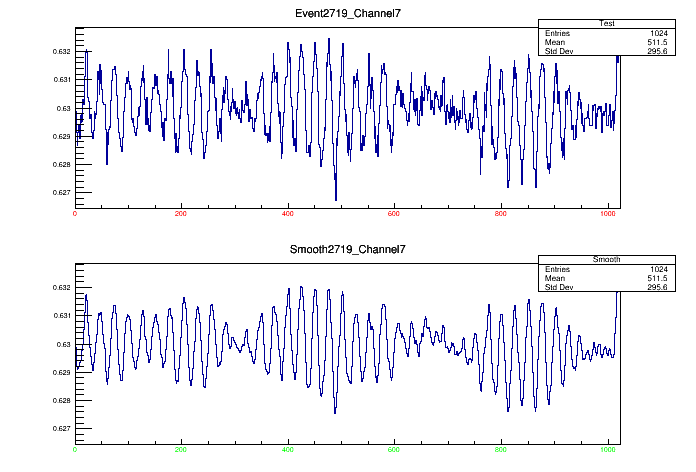 Event2719_Channel7
Test
Entries 1024
Mean 511.5
Std Dev 295.6
0.632
0.631
0.63
0.629
0.628
0.627
0 200 400 600 800 1000
Smooth2719_Channel7
Smooth
Entries 1024
Mean 511.5
Std Dev 295.6
0.632
0.631
0.63
0.629
0.628
0.627
0 200 400 600 800 1000